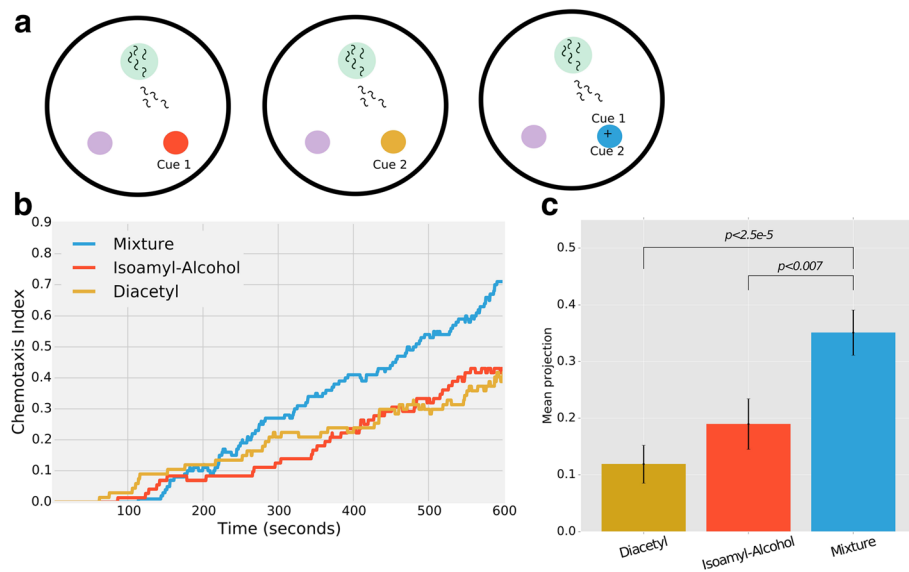 a
Cue 1
Cue 2
Cue 1
+
Cue 2
b
0.9
0.8
0.7
0.6
0.5
0.4
0.3
0.2
0.1
0.0
Chemotaxis Index
Mixture
Isoamyl-Alcohol
Diacetyl
100 200 300 400 500 600
Time (seconds)
c
0.5
0.4
0.3
0.2
0.1
0.0
Mean projection
p<2.5e-5
p<0.007
Diacetyl
Isoamyl-Alcohol
Mixture